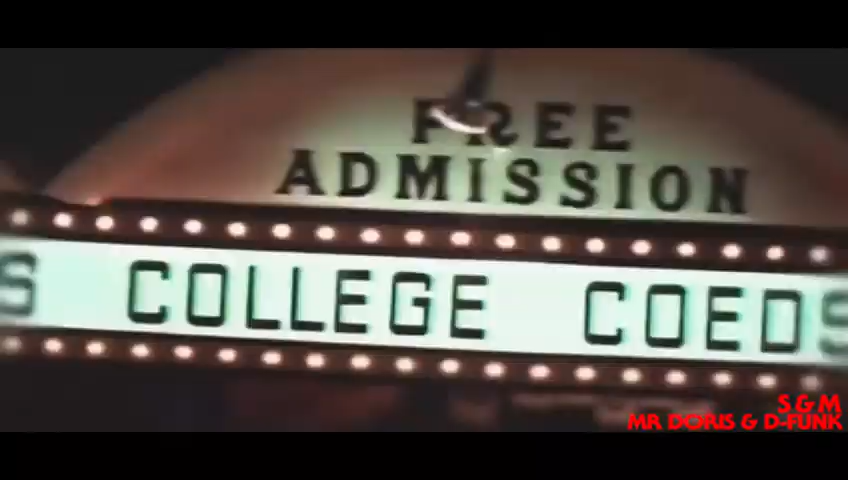 FREE
ADMISSION
S COLLEGE COEDS
S & M
MR DORIS & D-FUNK